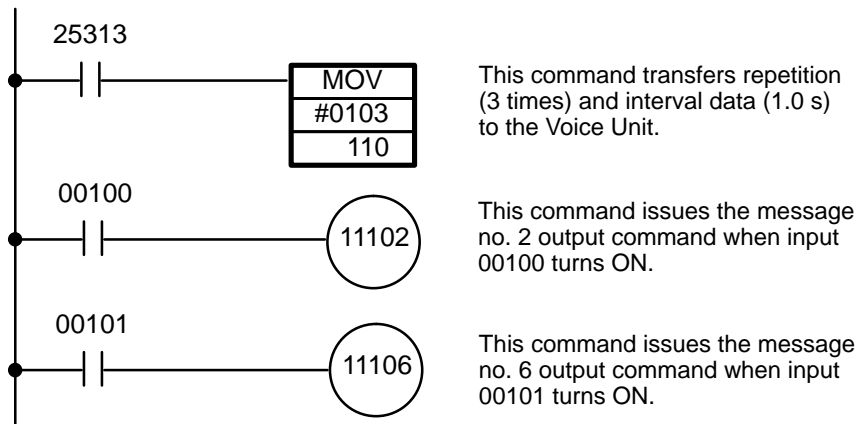 25313
MOV
#0103
110
This command transfers repetition
(3 times) and interval data (1.0 s)
to the Voice Unit.
00100
11102
This command issues the message
no. 2 output command when input
00100 turns ON.
00101
11106
This command issues the message
no. 6 output command when input
00101 turns ON.